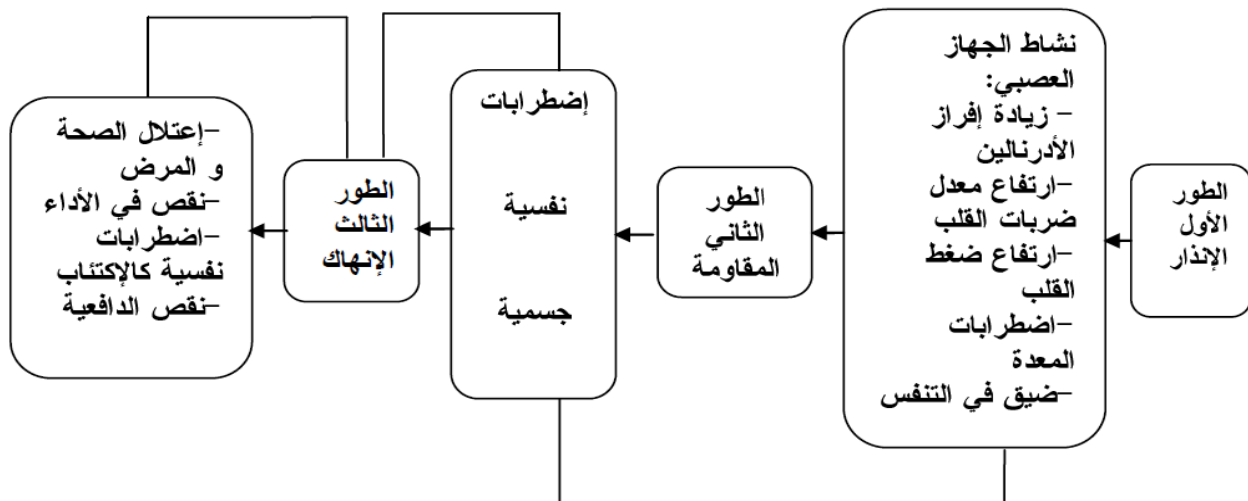 الطور
الأول
الإنذار
نشاط الجهاز
العصبي:
– زيادة إفراز
الأدرنالين
–ارتفاع معدل
ضربات القلب
–ارتفاع ضغط
القلب
–اضطرابات
المعدة
–ضيق في التنفس
الطور
الثاني
المقاومة
إضطرابات
نفسية
جسمية
الطور
الثالث
الإنهاك
–إعتلال الصحة
و المرض
–نقص في الأداء
–اضطرابات
نفسية كالإكتئاب
–نقص الدافعية